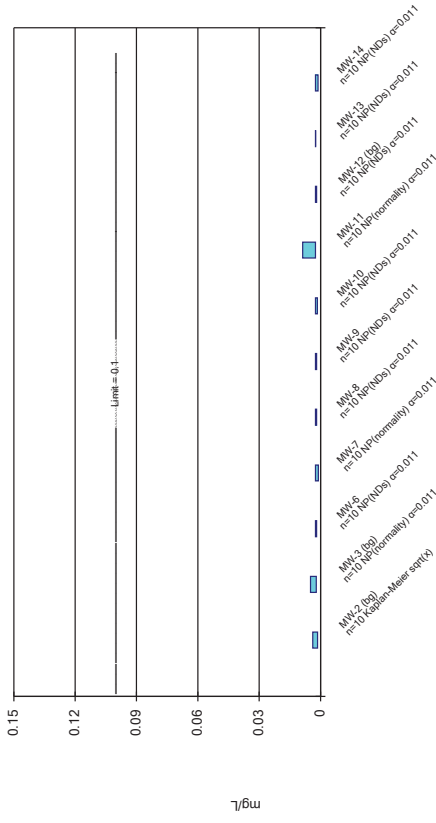 mg/L
0.15
0.12
0.09
0.06
0.03
0
Limit = 0.1
MW-2 (bg)
n=10 Kaplan-Meier sqrt(x)
MW-3 (bg)
n=10 NP(normality) α=0.011
MW-6
n=10 NP(NDs) α=0.011
MW-7
n=10 NP(normality) α=0.011
MW-8
n=10 NP(NDs) α=0.011
MW-9
n=10 NP(NDs) α=0.011
MW-10
n=10 NP(NDs) α=0.011
MW-11
n=10 NP(normality) α=0.011
MW-12 (bg)
n=10 NP(NDs) α=0.011
MW-13
n=10 NP(NDs) α=0.011
MW-14
n=10 NP(NDs) α=0.011